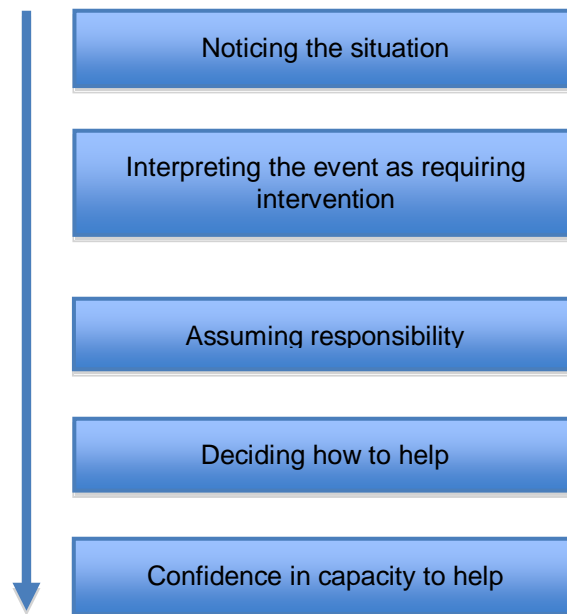 Noticing the situation
Interpreting the event as requiring
intervention
Assuming responsibility
Deciding how to help
Confidence in capacity to help